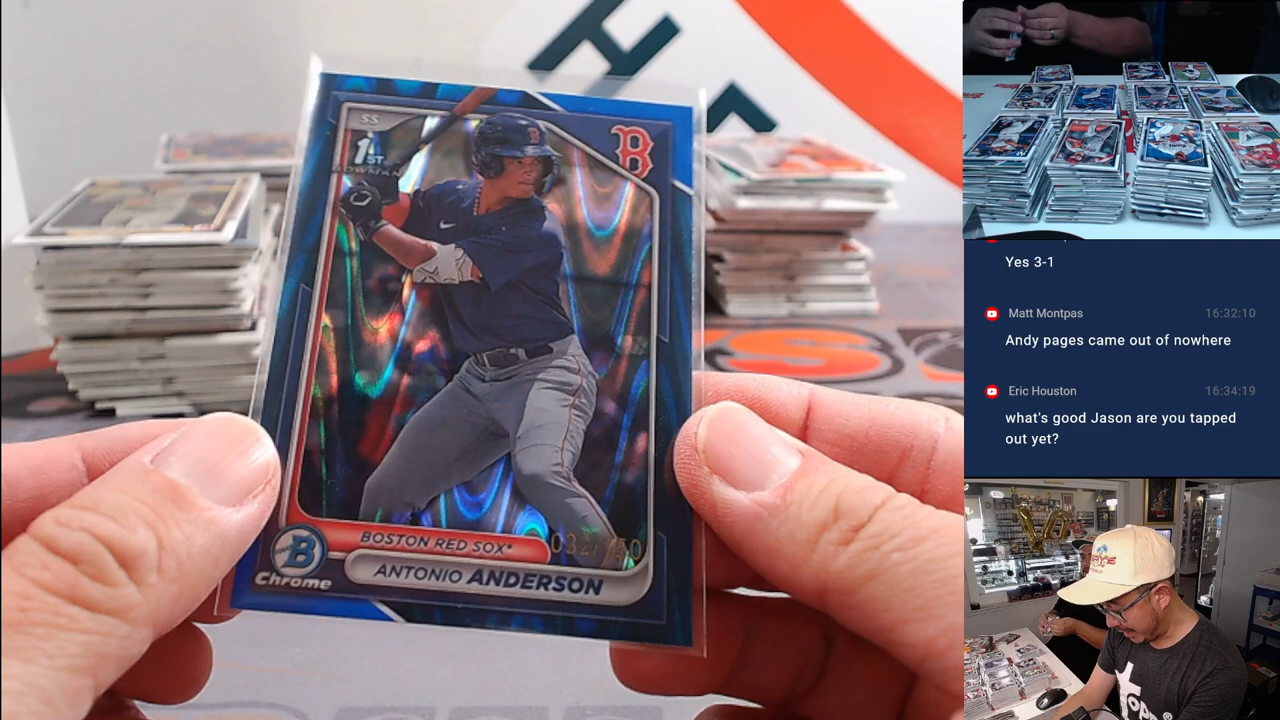 SS
1ST
BOWMAN
B
BOSTON RED SOX
ANTONIO ANDERSON
B
Chrome
Yes 3-1
Matt Montpas 16:32:10
Andy pages came out of nowhere
Eric Houston 16:34:19
what's good Jason are you tapped
out yet?